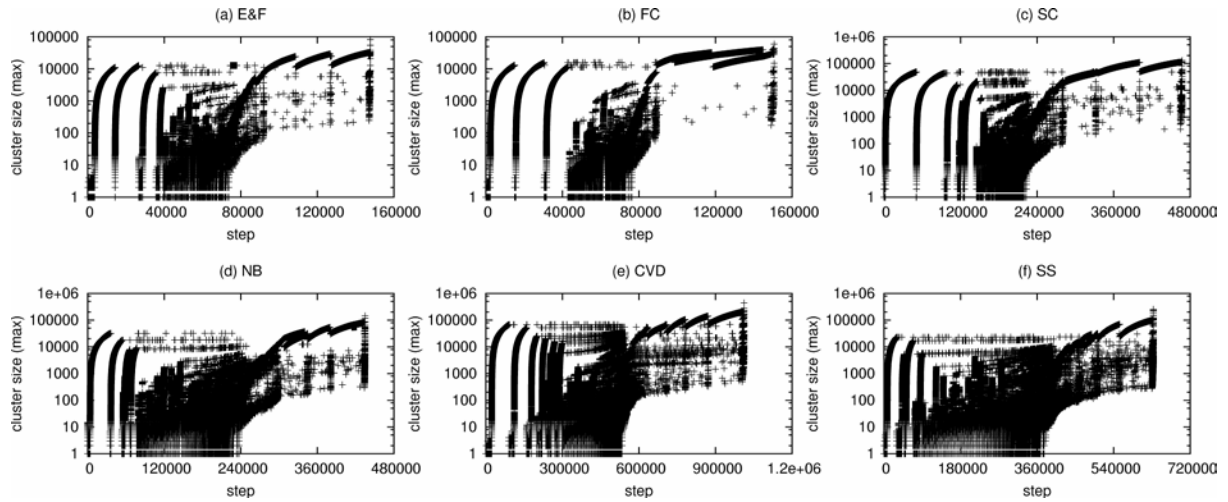 (a) E&F
(b) FC
(c) SC
cluster size (max)
100000
10000
1000
100
10
1
0 40000 80000 120000 160000
step
cluster size (max)
100000
10000
1000
100
10
1
0 40000 80000 120000 160000
step
cluster size (max)
1e+06
100000
10000
1000
100
10
1
0 120000 240000 360000 480000
step
(d) NB
(e) CVD
(f) SS
cluster size (max)
1e+06
100000
10000
1000
100
10
1
0 120000 240000 360000 480000
step
cluster size (max)
1e+06
100000
10000
1000
100
10
1
0 300000 600000 900000 1.2e+06
step
cluster size (max)
1e+06
100000
10000
1000
100
10
1
0 180000 360000 540000 720000
step